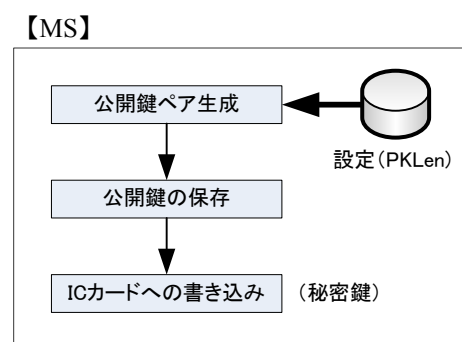 【MS】
公開鍵ペア生成
設定(PKLen)
公開鍵の保存
ICカードへの書き込み (秘密鍵)